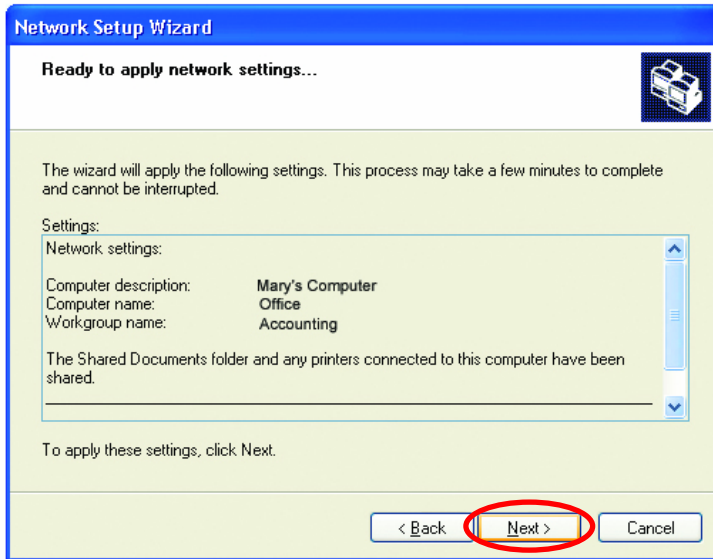 Network Setup Wizard
Ready to apply network settings...
The wizard will apply the following settings. This process may take a few minutes to complete
and cannot be interrupted.
Settings:
Network settings:
Computer description: Mary's Computer
Computer name: Office
Workgroup name: Accounting
The Shared Documents folder and any printers connected to this computer have been
shared.
To apply these settings, click Next.
< Back Next > Cancel